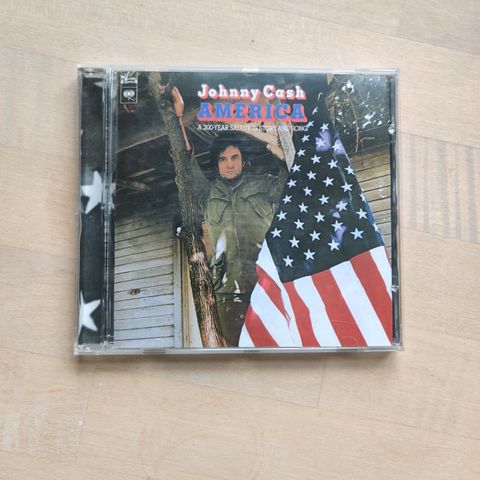 Johnny Cash
AMERICA
A 200-YEAR SALUTE IN STORY AND SONG